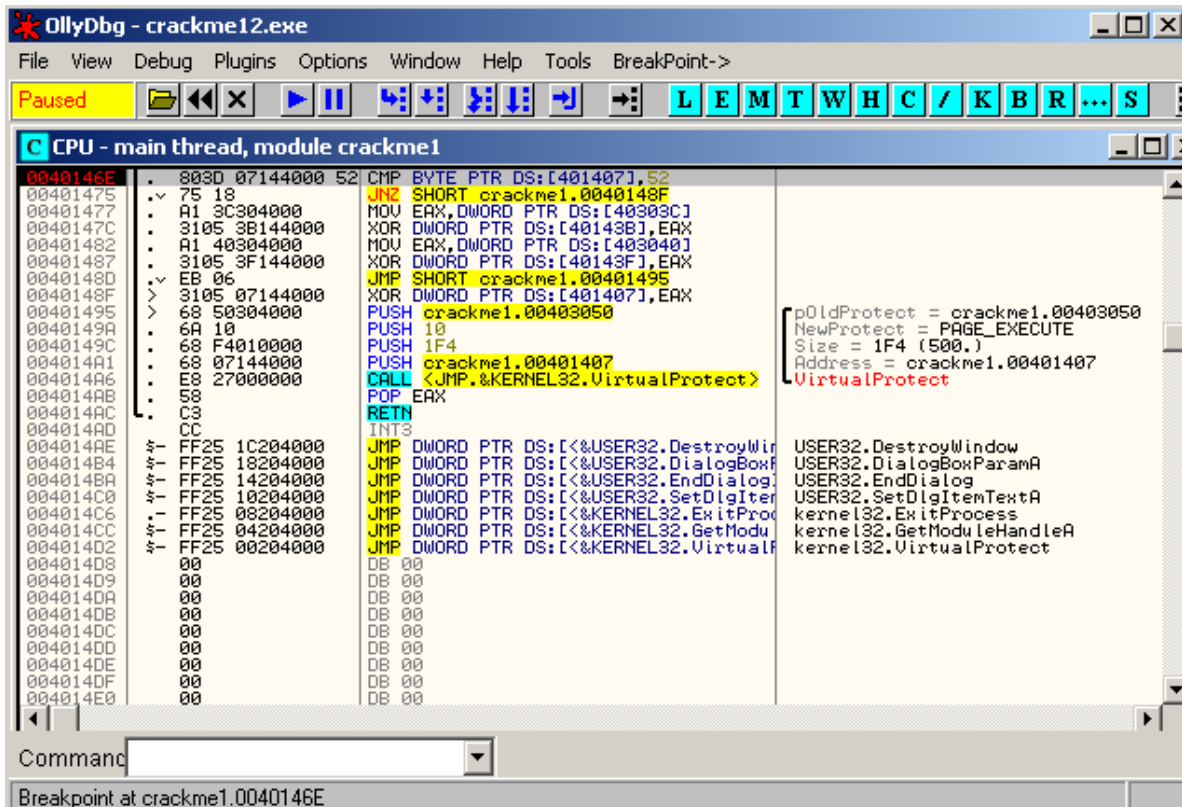 OllyDbg - crackme12.exe
File View Debug Plugins Options Window Help Tools BreakPoint->
Paused L E M T W H C / K B R ... S
C CPU - main thread, module crackme1
0040146E . 803D 07144000 52 CMP BYTE PTR DS:[401407],52
00401475 .v 75 18 JNZ SHORT crackme1.0040148F
00401477 . A1 3C304000 MOV EAX,DWORD PTR DS:[40303C]
0040147C . 3105 3B144000 XOR DWORD PTR DS:[40143B],EAX
00401482 . A1 40304000 MOV EAX,DWORD PTR DS:[403040]
00401487 . 3105 3F144000 XOR DWORD PTR DS:[40143F],EAX
0040148D .v EB 06 JMP SHORT crackme1.00401495
0040148F > 3105 07144000 XOR DWORD PTR DS:[401407],EAX
00401495 > 68 50304000 PUSH crackme1.00403050 pOldProtect = crackme1.00403050
0040149A . 6A 10 PUSH 10 NewProtect = PAGE_EXECUTE
0040149C . 68 F4010000 PUSH 1F4 Size = 1F4 (500.)
004014A1 . 68 07144000 PUSH crackme1.00401407 Address = crackme1.00401407
004014A6 . E8 27000000 CALL <JMP.&KERNEL32.VirtualProtect> VirtualProtect
004014AB . 58 POP EAX
004014AC . C3 RETN
004014AD CC INT3
004014AE $- FF25 1C204000 JMP DWORD PTR DS:[<&USER32.DestroyWin USER32.DestroyWindow
004014B4 $- FF25 18204000 JMP DWORD PTR DS:[<&USER32.DialogBoxP USER32.DialogBoxParamA
004014BA $- FF25 14204000 JMP DWORD PTR DS:[<&USER32.EndDialog USER32.EndDialog
004014C0 $- FF25 10204000 JMP DWORD PTR DS:[<&USER32.SetDlgIter USER32.SetDlgItemTextA
004014C6 .- FF25 08204000 JMP DWORD PTR DS:[<&KERNEL32.ExitProc kernel32.ExitProcess
004014CC $- FF25 04204000 JMP DWORD PTR DS:[<&KERNEL32.GetModu kernel32.GetModuleHandleA
004014D2 $- FF25 00204000 JMP DWORD PTR DS:[<&KERNEL32.Virtual kernel32.VirtualProtect
004014D8 00 DB 00
004014D9 00 DB 00
004014DA 00 DB 00
004014DB 00 DB 00
004014DC 00 DB 00
004014DD 00 DB 00
004014DE 00 DB 00
004014DF 00 DB 00
004014E0 00 DB 00
Command
Breakpoint at crackme1.0040146E